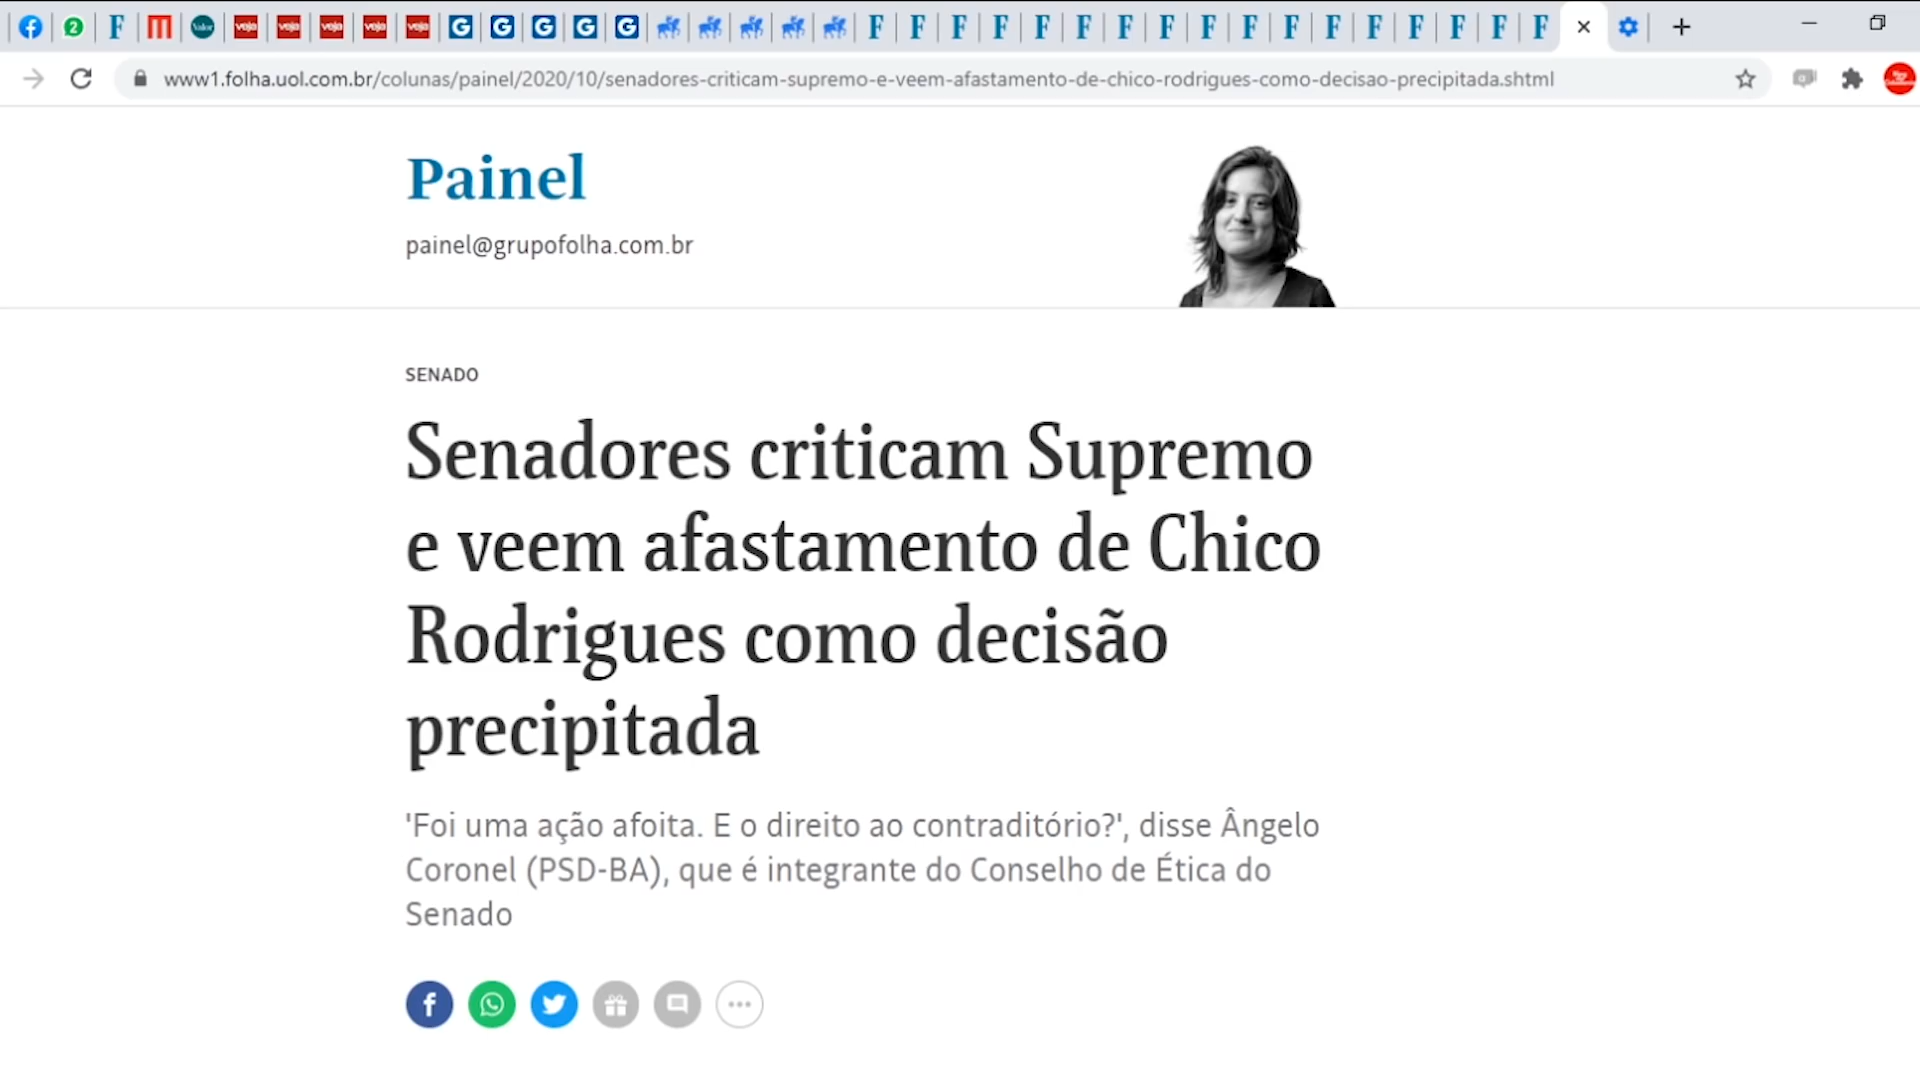 www1.folha.uol.com.br/colunas/painel/2020/10/senadores-criticam-supremo-e-veem-afastamento-de-chico-rodrigues-como-decisao-precipitada.shtml
Painel
painel@grupofolha.com.br
SENADO
Senadores criticam Supremo
e veem afastamento de Chico
Rodrigues como decisão
precipitada
'Foi uma ação afoita. E o direito ao contraditório?', disse Ângelo
Coronel (PSD-BA), que é integrante do Conselho de Ética do
Senado